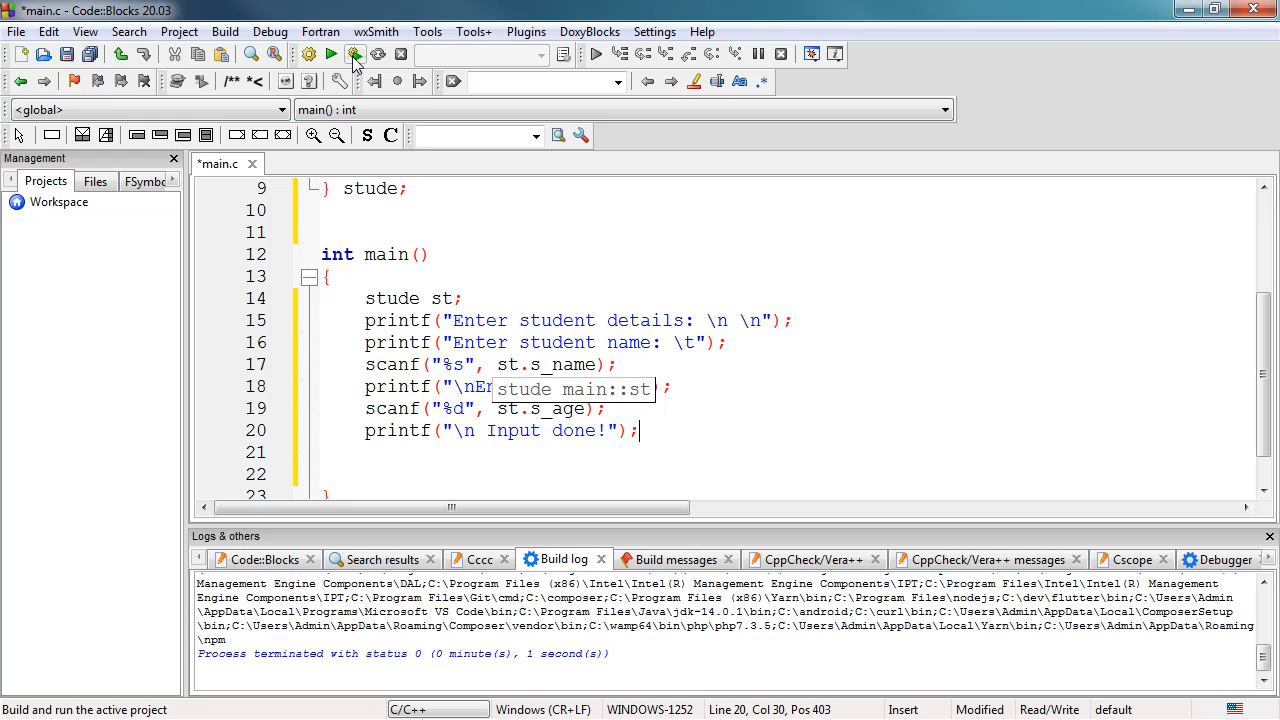 *main.c - Code::Blocks 20.03
File Edit View Search Project Build Debug Fortran wxSmith Tools Tools+ Plugins DoxyBlocks Settings Help
/** *<
Aa .*
<global> main() : int
S C
Management
Projects Files FSymbo
Workspace
*main.c
9 } stude;
10
11
12 int main()
13 {
14 stude st;
15 printf("Enter student details: \n \n");
16 printf("Enter student name: \t");
17 scanf("%s", st.s_name);
18 printf("\nEn );
stude main::st
19 scanf("%d", st.s_age);
20 printf("\n Input done!");
21
22
23 }
Logs & others
Code::Blocks Search results Cccc Build log Build messages CppCheck/Vera++ CppCheck/Vera++ messages Cscope Debugger
Management Engine Components\DAL;C:\Program Files (x86)\Intel\Intel(R) Management Engine Components\IPT;C:\Program Files\Intel\Intel(R) Management
Engine Components\IPT;C:\Program Files\Git\cmd;C:\composer;C:\Program Files (x86)\Yarn\bin;C:\Program Files\nodejs;C:\dev\flutter\bin;C:\Users\Admin
\AppData\Local\Programs\Microsoft VS Code\bin;C:\Program Files\Java\jdk-14.0.1\bin;C:\android;C:\curl\bin;C:\Users\Admin\AppData\Local\ComposerSetup
\bin;C:\Users\Admin\AppData\Roaming\Composer\vendor\bin;C:\wamp64\bin\php\php7.3.5;C:\Users\Admin\AppData\Local\Yarn\bin;C:\Users\Admin\AppData\Roaming
\npm
Process terminated with status 0 (0 minute(s), 1 second(s))
Build and run the active project C/C++ Windows (CR+LF) WINDOWS-1252 Line 20, Col 30, Pos 403 Insert Modified Read/Write default